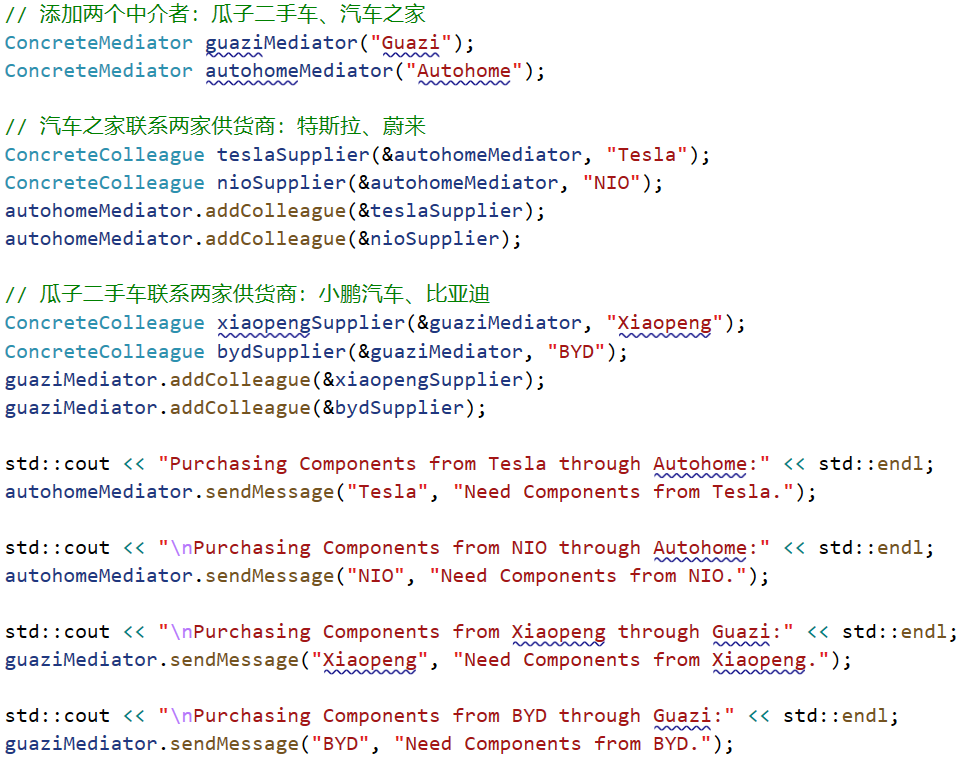 // 添加两个中介者：瓜子二手车、汽车之家
ConcreteMediator guaziMediator("Guazi");
ConcreteMediator autohomeMediator("Autohome");
// 汽车之家联系两家供货商：特斯拉、蔚来
ConcreteColleague teslaSupplier(&autohomeMediator, "Tesla");
ConcreteColleague nioSupplier(&autohomeMediator, "NIO");
autohomeMediator.addColleague(&teslaSupplier);
autohomeMediator.addColleague(&nioSupplier);
// 瓜子二手车联系两家供货商：小鹏汽车、比亚迪
ConcreteColleague xiaopengSupplier(&guaziMediator, "Xiaopeng");
ConcreteColleague bydSupplier(&guaziMediator, "BYD");
guaziMediator.addColleague(&xiaopengSupplier);
guaziMediator.addColleague(&bydSupplier);
std::cout << "Purchasing Components from Tesla through Autohome:" << std::endl;
autohomeMediator.sendMessage("Tesla", "Need Components from Tesla.");
std::cout << "\nPurchasing Components from NIO through Autohome:" << std::endl;
autohomeMediator.sendMessage("NIO", "Need Components from NIO.");
std::cout << "\nPurchasing Components from Xiaopeng through Guazi:" << std::endl;
guaziMediator.sendMessage("Xiaopeng", "Need Components from Xiaopeng.");
std::cout << "\nPurchasing Components from BYD through Guazi:" << std::endl;
guaziMediator.sendMessage("BYD", "Need Components from BYD.");